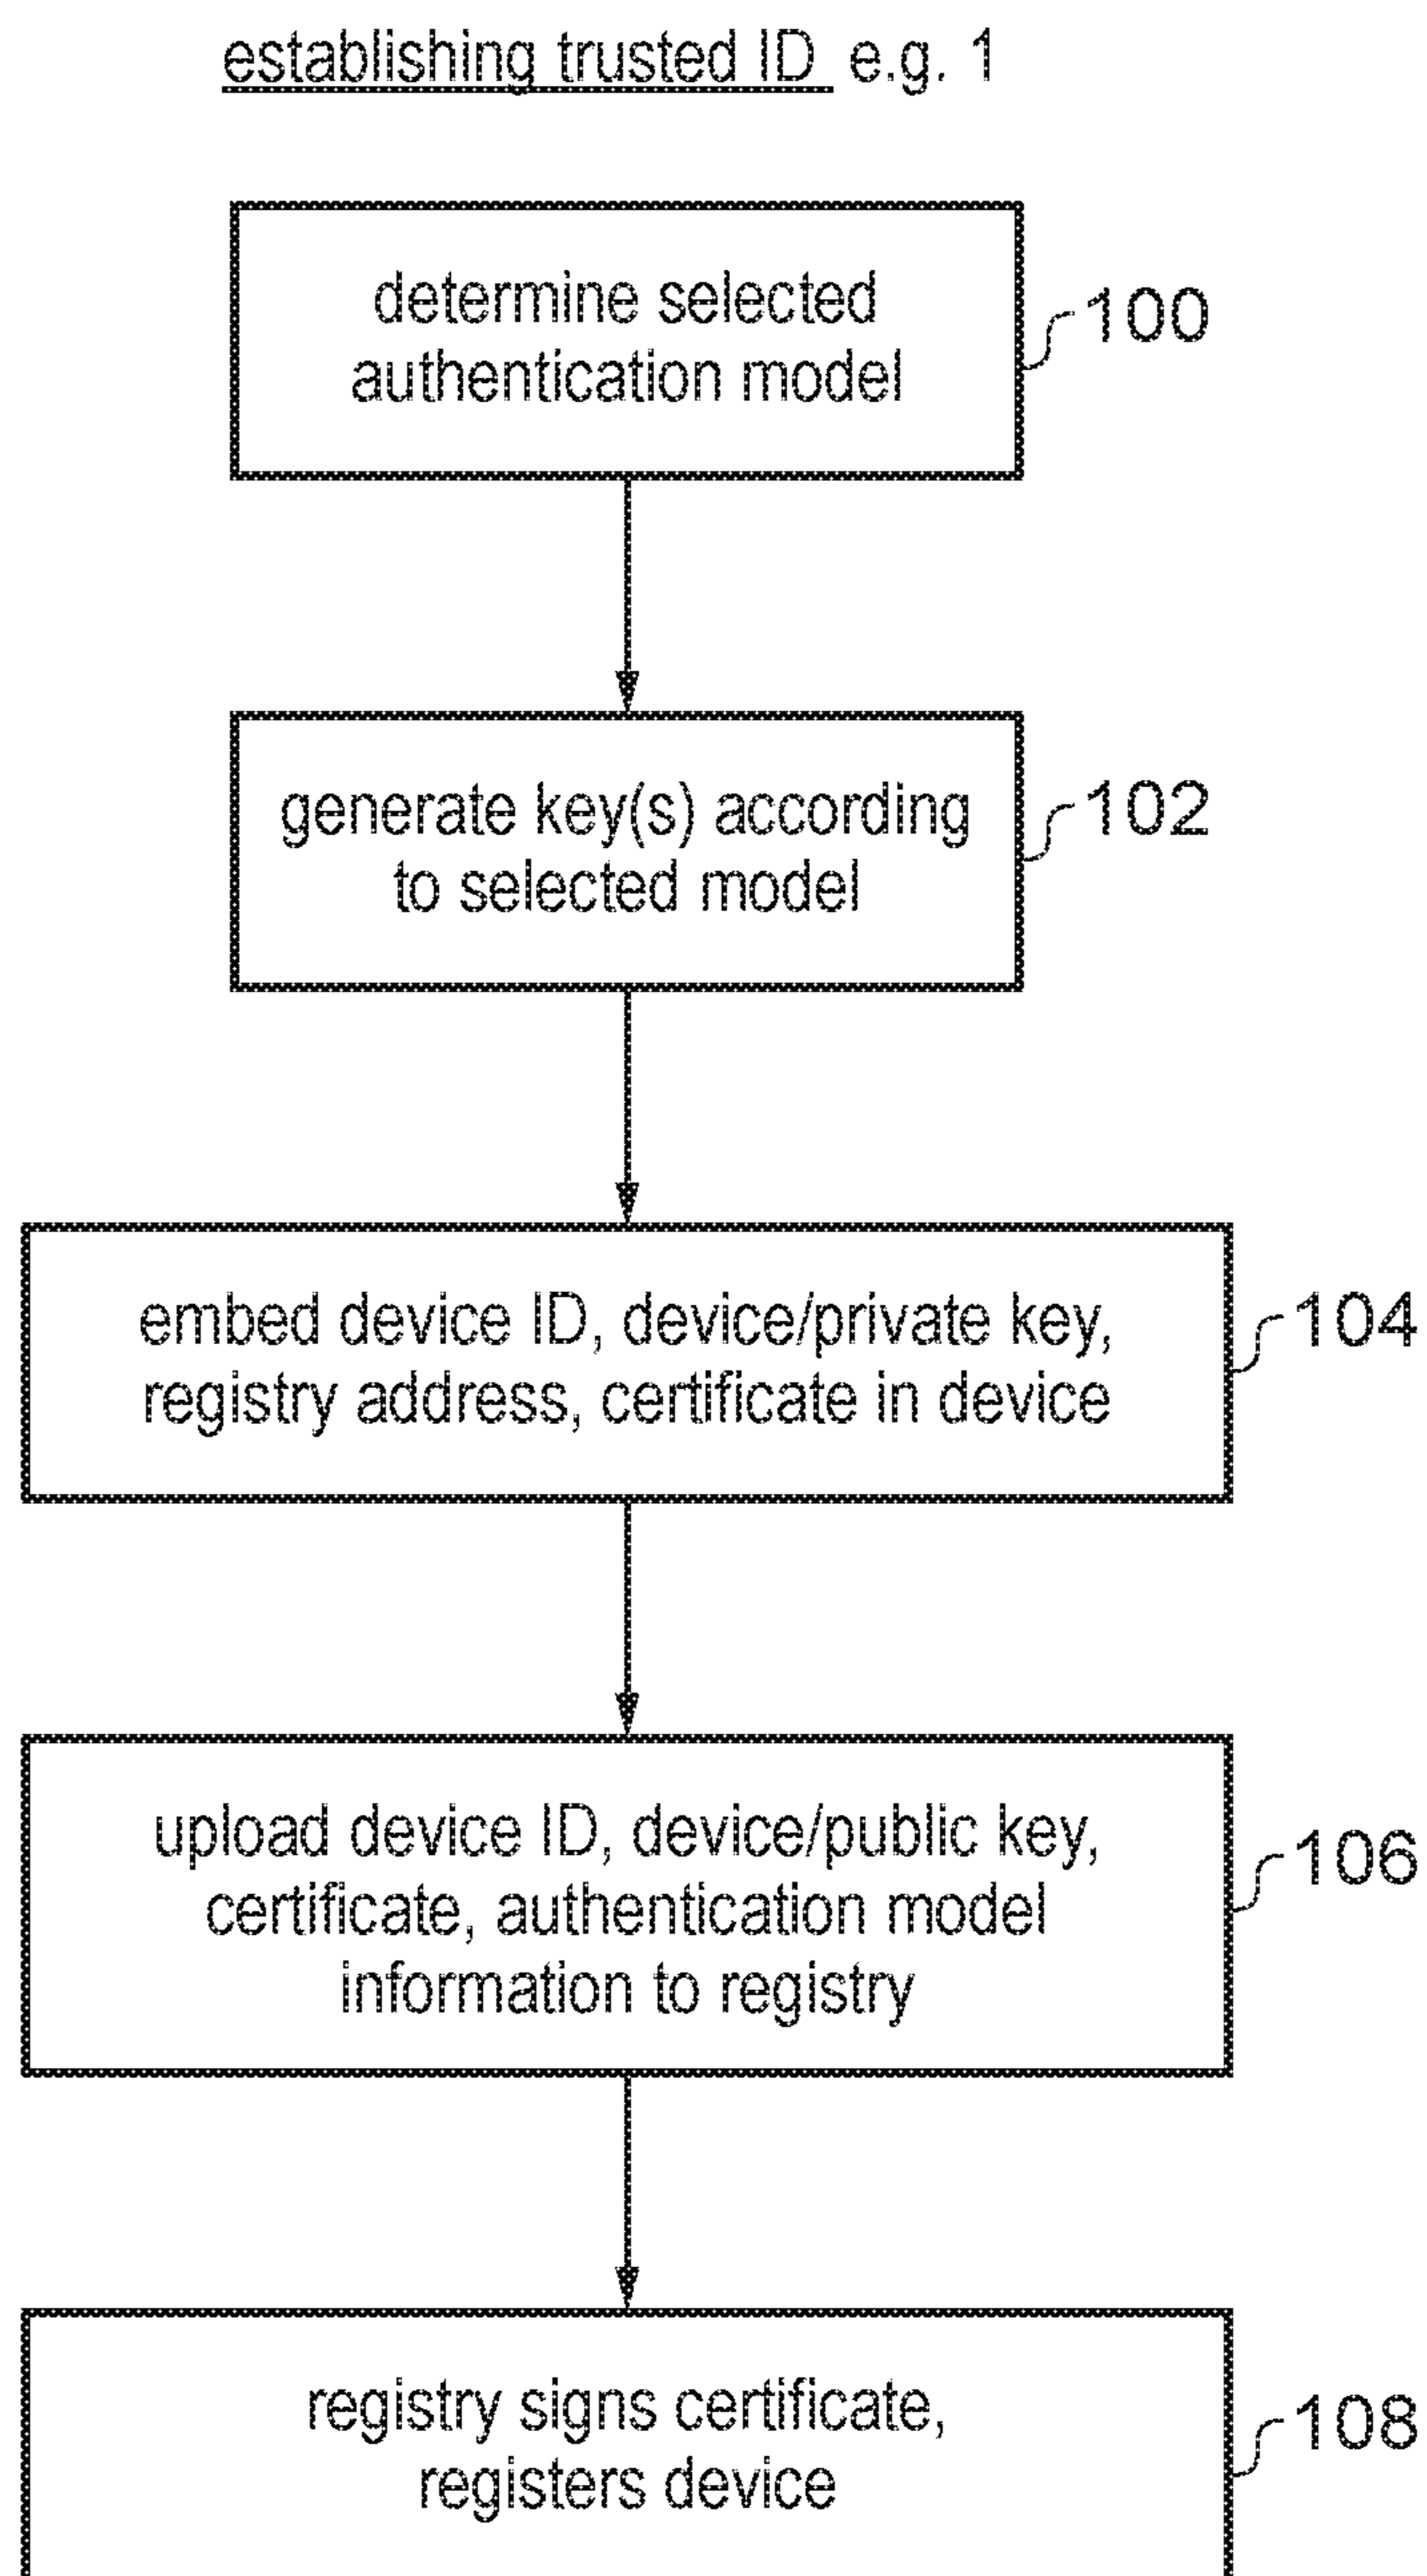 establishing trusted ID e.g. 1
determine selected
authentication model
100
generate key(s) according
to selected model
102
embed device ID, device/private key,
registry address, certificate in device
104
upload device ID, device/public key,
certificate, authentication model
information to registry
106
registry signs certificate,
registers device
108